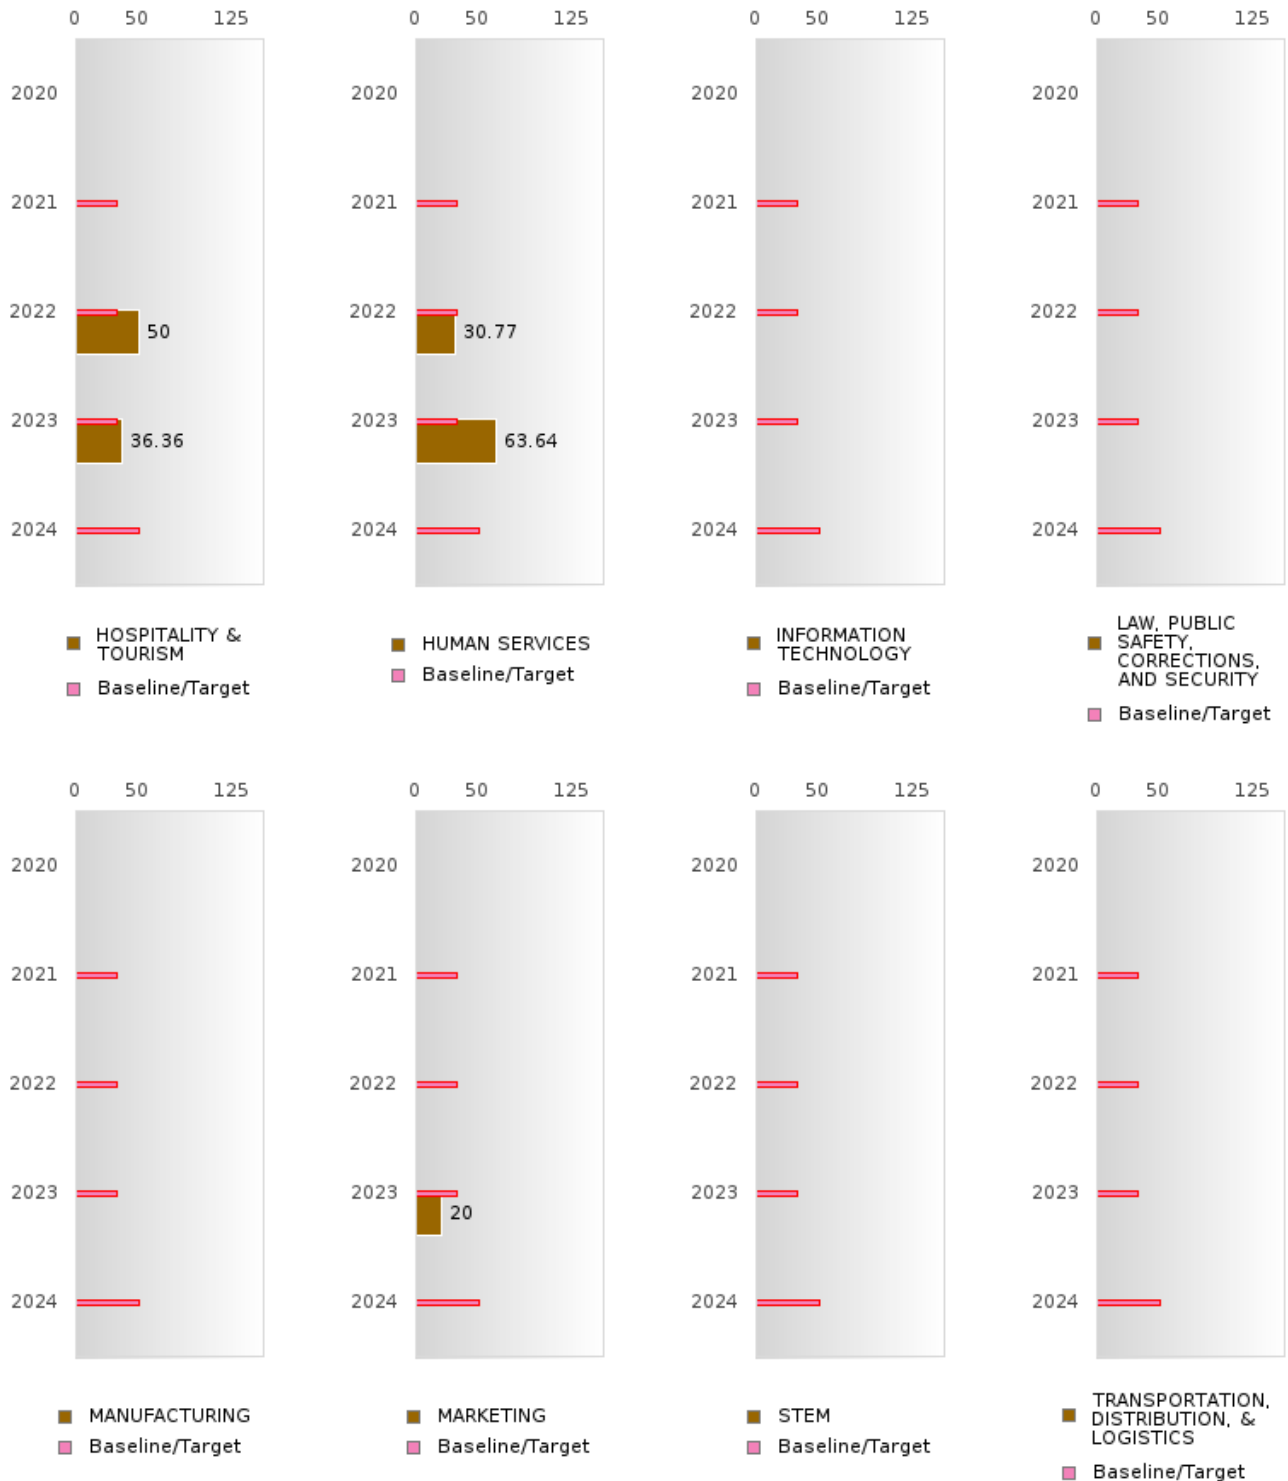 0 50 125
2020
2021
2022
50
2023
36.36
2024
HOSPITALITY &
TOURISM
Baseline/Target
0 50 125
2020
2021
2022
30.77
2023
63.64
2024
HUMAN SERVICES
Baseline/Target
0 50 125
2020
2021
2022
2023
2024
INFORMATION
TECHNOLOGY
Baseline/Target
0 50 125
2020
2021
2022
2023
2024
LAW, PUBLIC
SAFETY,
CORRECTIONS,
AND SECURITY
Baseline/Target
0 50 125
2020
2021
2022
2023
2024
MANUFACTURING
Baseline/Target
0 50 125
2020
2021
2022
2023
20
2024
MARKETING
Baseline/Target
0 50 125
2020
2021
2022
2023
2024
STEM
Baseline/Target
0 50 125
2020
2021
2022
2023
2024
TRANSPORTATION,
DISTRIBUTION, &
LOGISTICS
Baseline/Target